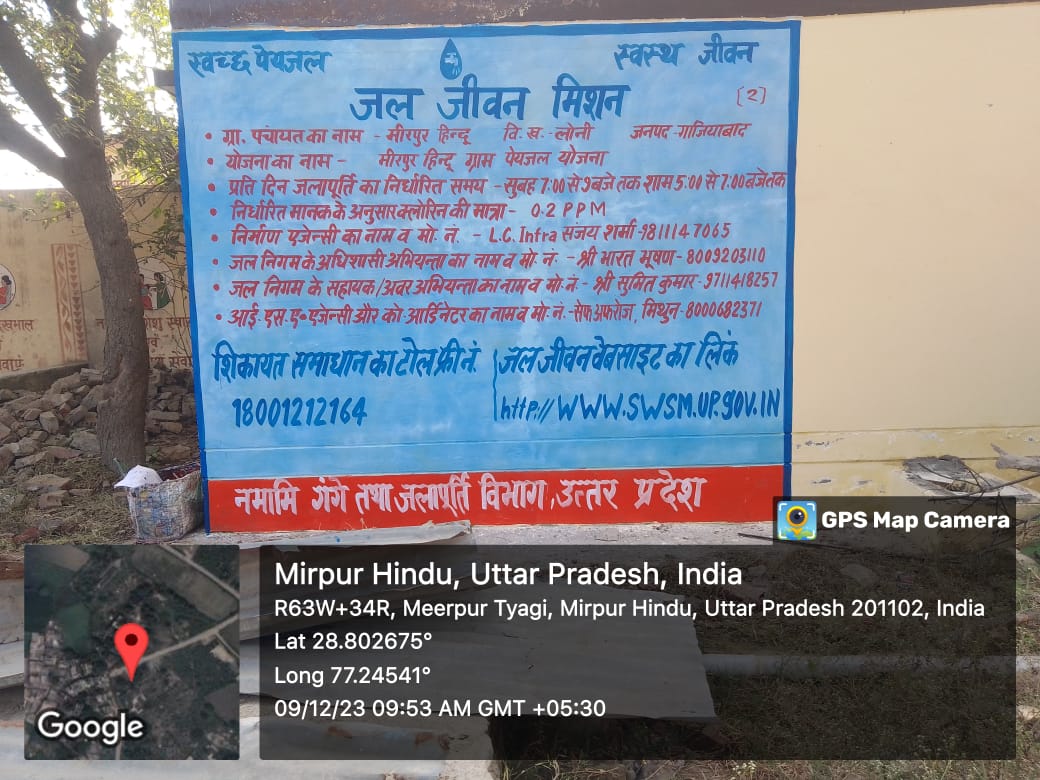 स्वच्छ पेयजल
स्वस्थ जीवन
जल जीवन मिशन
[2]
• ग्रा. पंचायत का नाम - मीरपुर हिन्दू वि. ख. - लोनी जनपद - गाजियाबाद
• योजना का नाम - मीरपुर हिन्दू ग्राम पेयजल योजना
• प्रति दिन जलापूर्ति का निर्धारित समय - सुबह 7:00 से 9 बजे तक शाम 5:00 से 7:00 बजे तक
• निर्धारित मानक के अनुसार क्लोरिन की मात्रा - 0.2 PPM
• निर्माण एजेन्सी का नाम व मो. नं. - L.C. Infra संजय शर्मा - 9811147065
• जल निगम के अधिशासी अभियन्ता का नाम व मो. नं. - श्री भारत भूषण - 8009203110
• जल निगम के सहायक/अवर अभियन्ता का नाम व मो. नं. - श्री सुमित कुमार - 9711418257
• आई. एस. ए. एजेन्सी और को आर्डिनेटर का नाम व मो. नं. - सेफ अफरोज, मिथुन - 8000682371
शिकायत समाधान का टोल फ्री नं.
18001212164
जल जीवन वेबसाइट का लिंक
http://WWW.SWSM.UP.GOV.IN
नमामि गंगे तथा जलापूर्ति विभाग, उत्तर प्रदेश
GPS Map Camera
Mirpur Hindu, Uttar Pradesh, India
R63W+34R, Meerpur Tyagi, Mirpur Hindu, Uttar Pradesh 201102, India
Lat 28.802675°
Long 77.24541°
09/12/23 09:53 AM GMT +05:30
Google